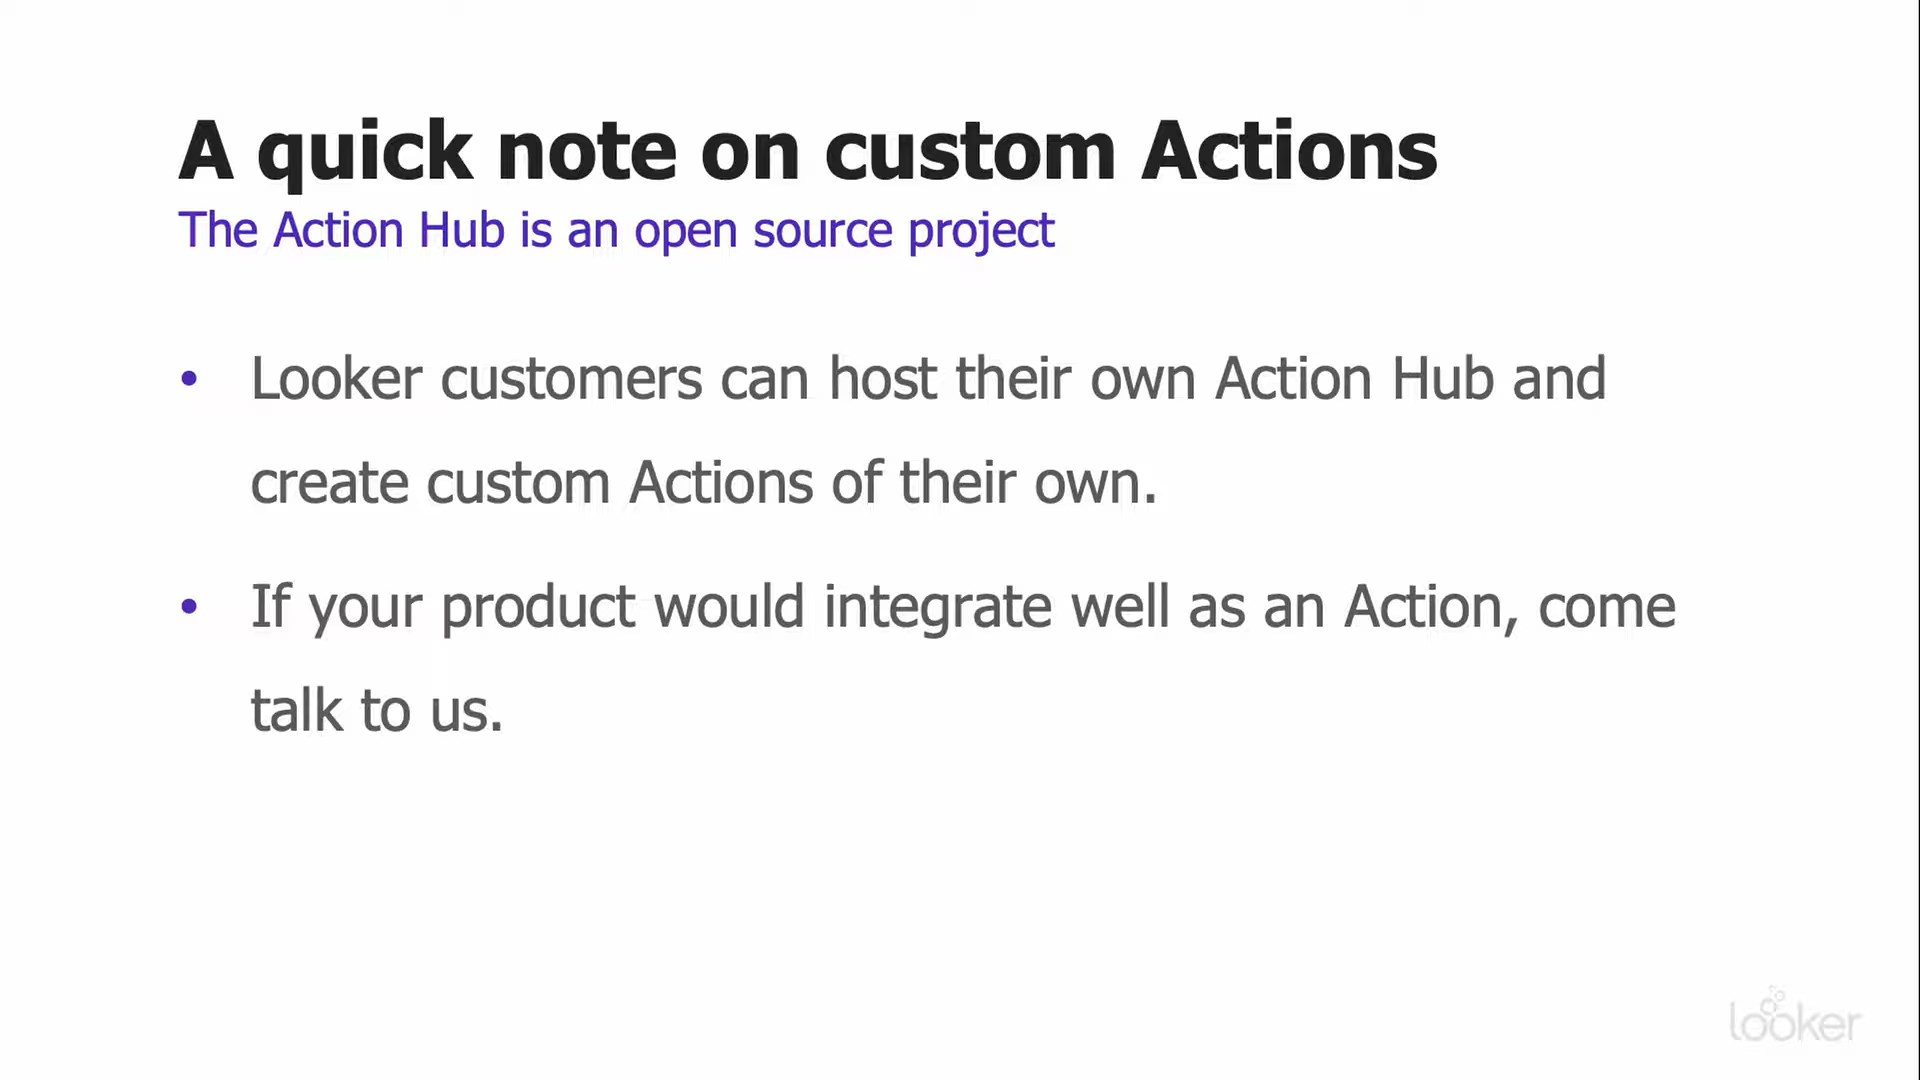 A quick note on custom Actions
The Action Hub is an open source project
• Looker customers can host their own Action Hub and
create custom Actions of their own.
• If your product would integrate well as an Action, come
talk to us.
looker